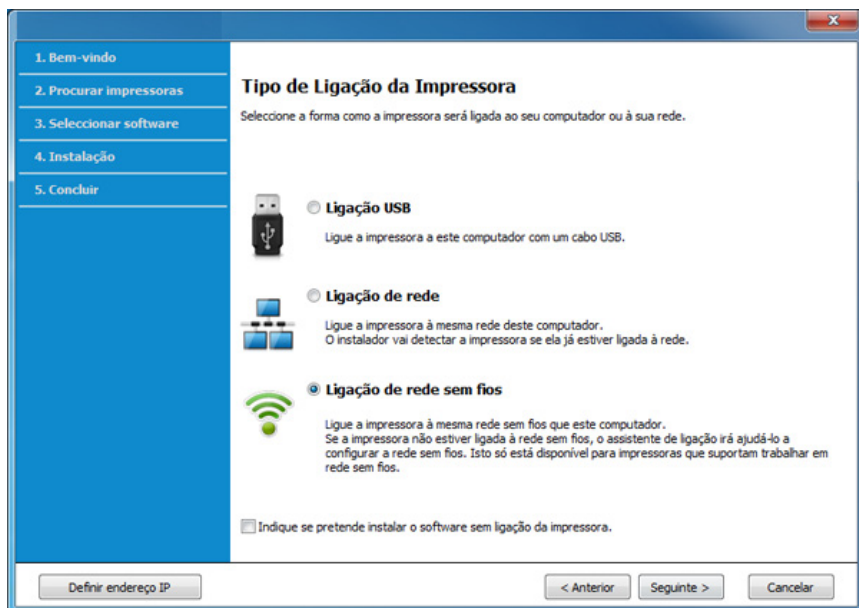 1. Bem-vindo
2. Procurar impressoras
3. Seleccionar software
4. Instalação
5. Concluir
Tipo de Ligação da Impressora
Seleccione a forma como a impressora será ligada ao seu computador ou à sua rede.
Ligação USB
Ligue a impressora a este computador com um cabo USB.
Ligação de rede
Ligue a impressora à mesma rede deste computador.
O instalador vai detectar a impressora se ela já estiver ligada à rede.
Ligação de rede sem fios
Ligue a impressora à mesma rede sem fios que este computador.
Se a impressora não estiver ligada à rede sem fios, o assistente de ligação irá ajudá-lo a
configurar a rede sem fios. Isto só está disponível para impressoras que suportam trabalhar em
rede sem fios.
Indique se pretende instalar o software sem ligação da impressora.
Definir endereço IP
< Anterior
Seguinte >
Cancelar